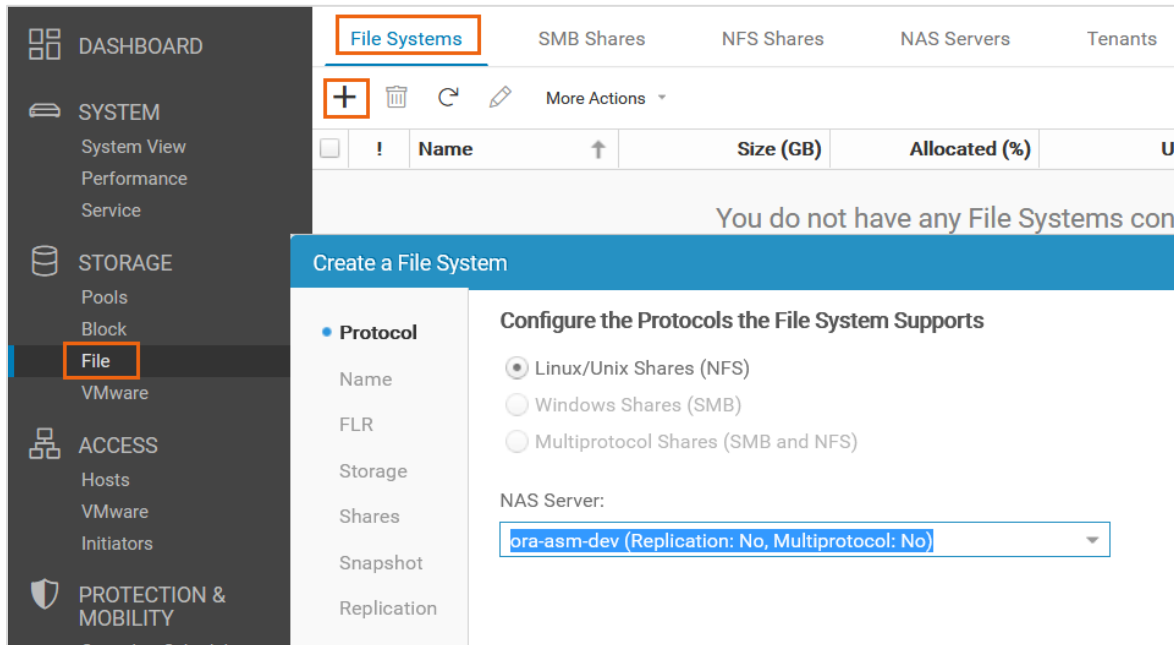 DASHBOARD
SYSTEM
System View
Performance
Service
STORAGE
Pools
Block
File
VMware
ACCESS
Hosts
VMware
Initiators
PROTECTION &
MOBILITY
File Systems SMB Shares NFS Shares NAS Servers Tenants
More Actions
! Name Size (GB) Allocated (%) U
You do not have any File Systems con
Create a File System
Protocol
Name
FLR
Storage
Shares
Snapshot
Replication
Configure the Protocols the File System Supports
Linux/Unix Shares (NFS)
Windows Shares (SMB)
Multiprotocol Shares (SMB and NFS)
NAS Server:
ora-asm-dev (Replication: No, Multiprotocol: No)